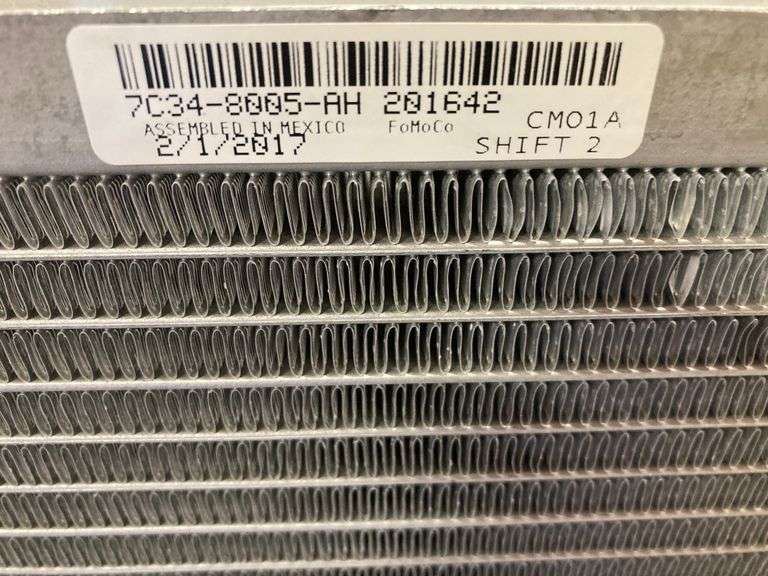 7C34-8005-AH 201642
ASSEMBLED IN MEXICO FoMoCo CM01A
2/1/2017 SHIFT 2